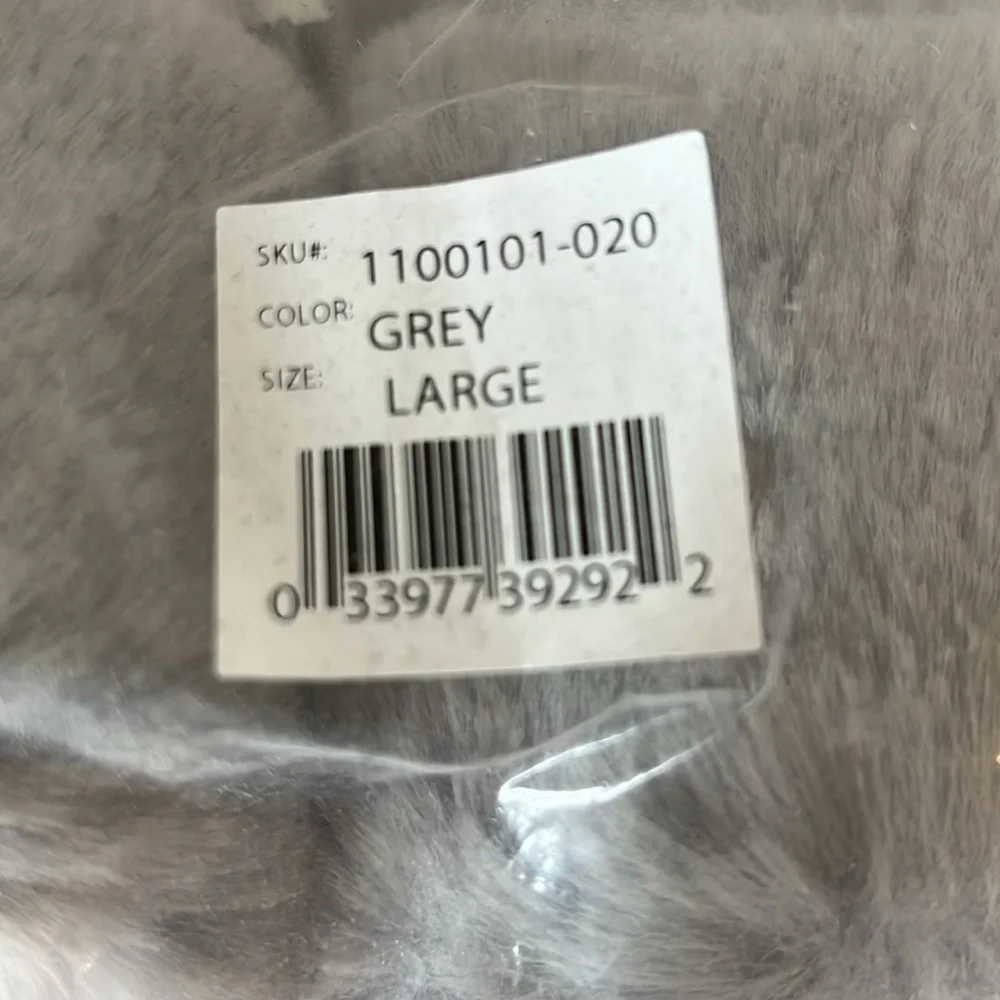 SKU#: 1100101-020
COLOR: GREY
SIZE: LARGE
0 33977 39292 2